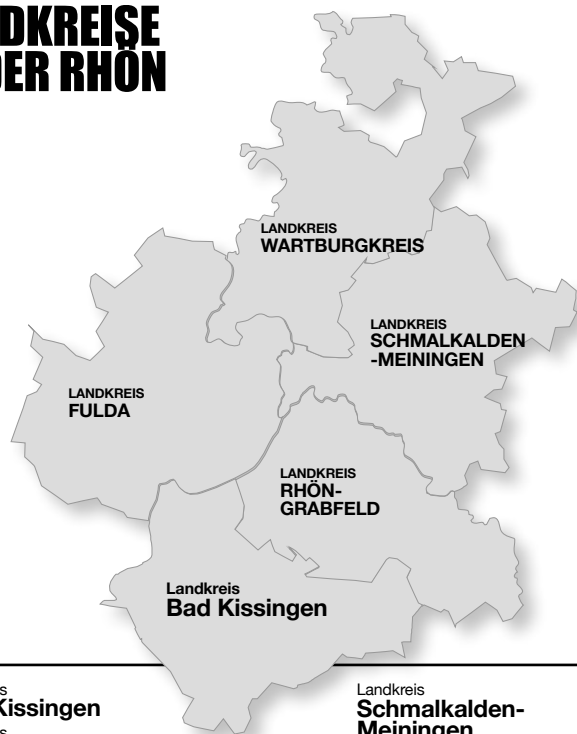 DKREISE
DER RHÖN
LANDKREIS
WARTBURGKREIS
LANDKREIS
SCHMALKALDEN
-MEININGEN
LANDKREIS
FULDA
LANDKREIS
RHÖN-
GRABFELD
Landkreis
Bad Kissingen
Kissingen
Landkreis
Schmalkalden-
Meiningen